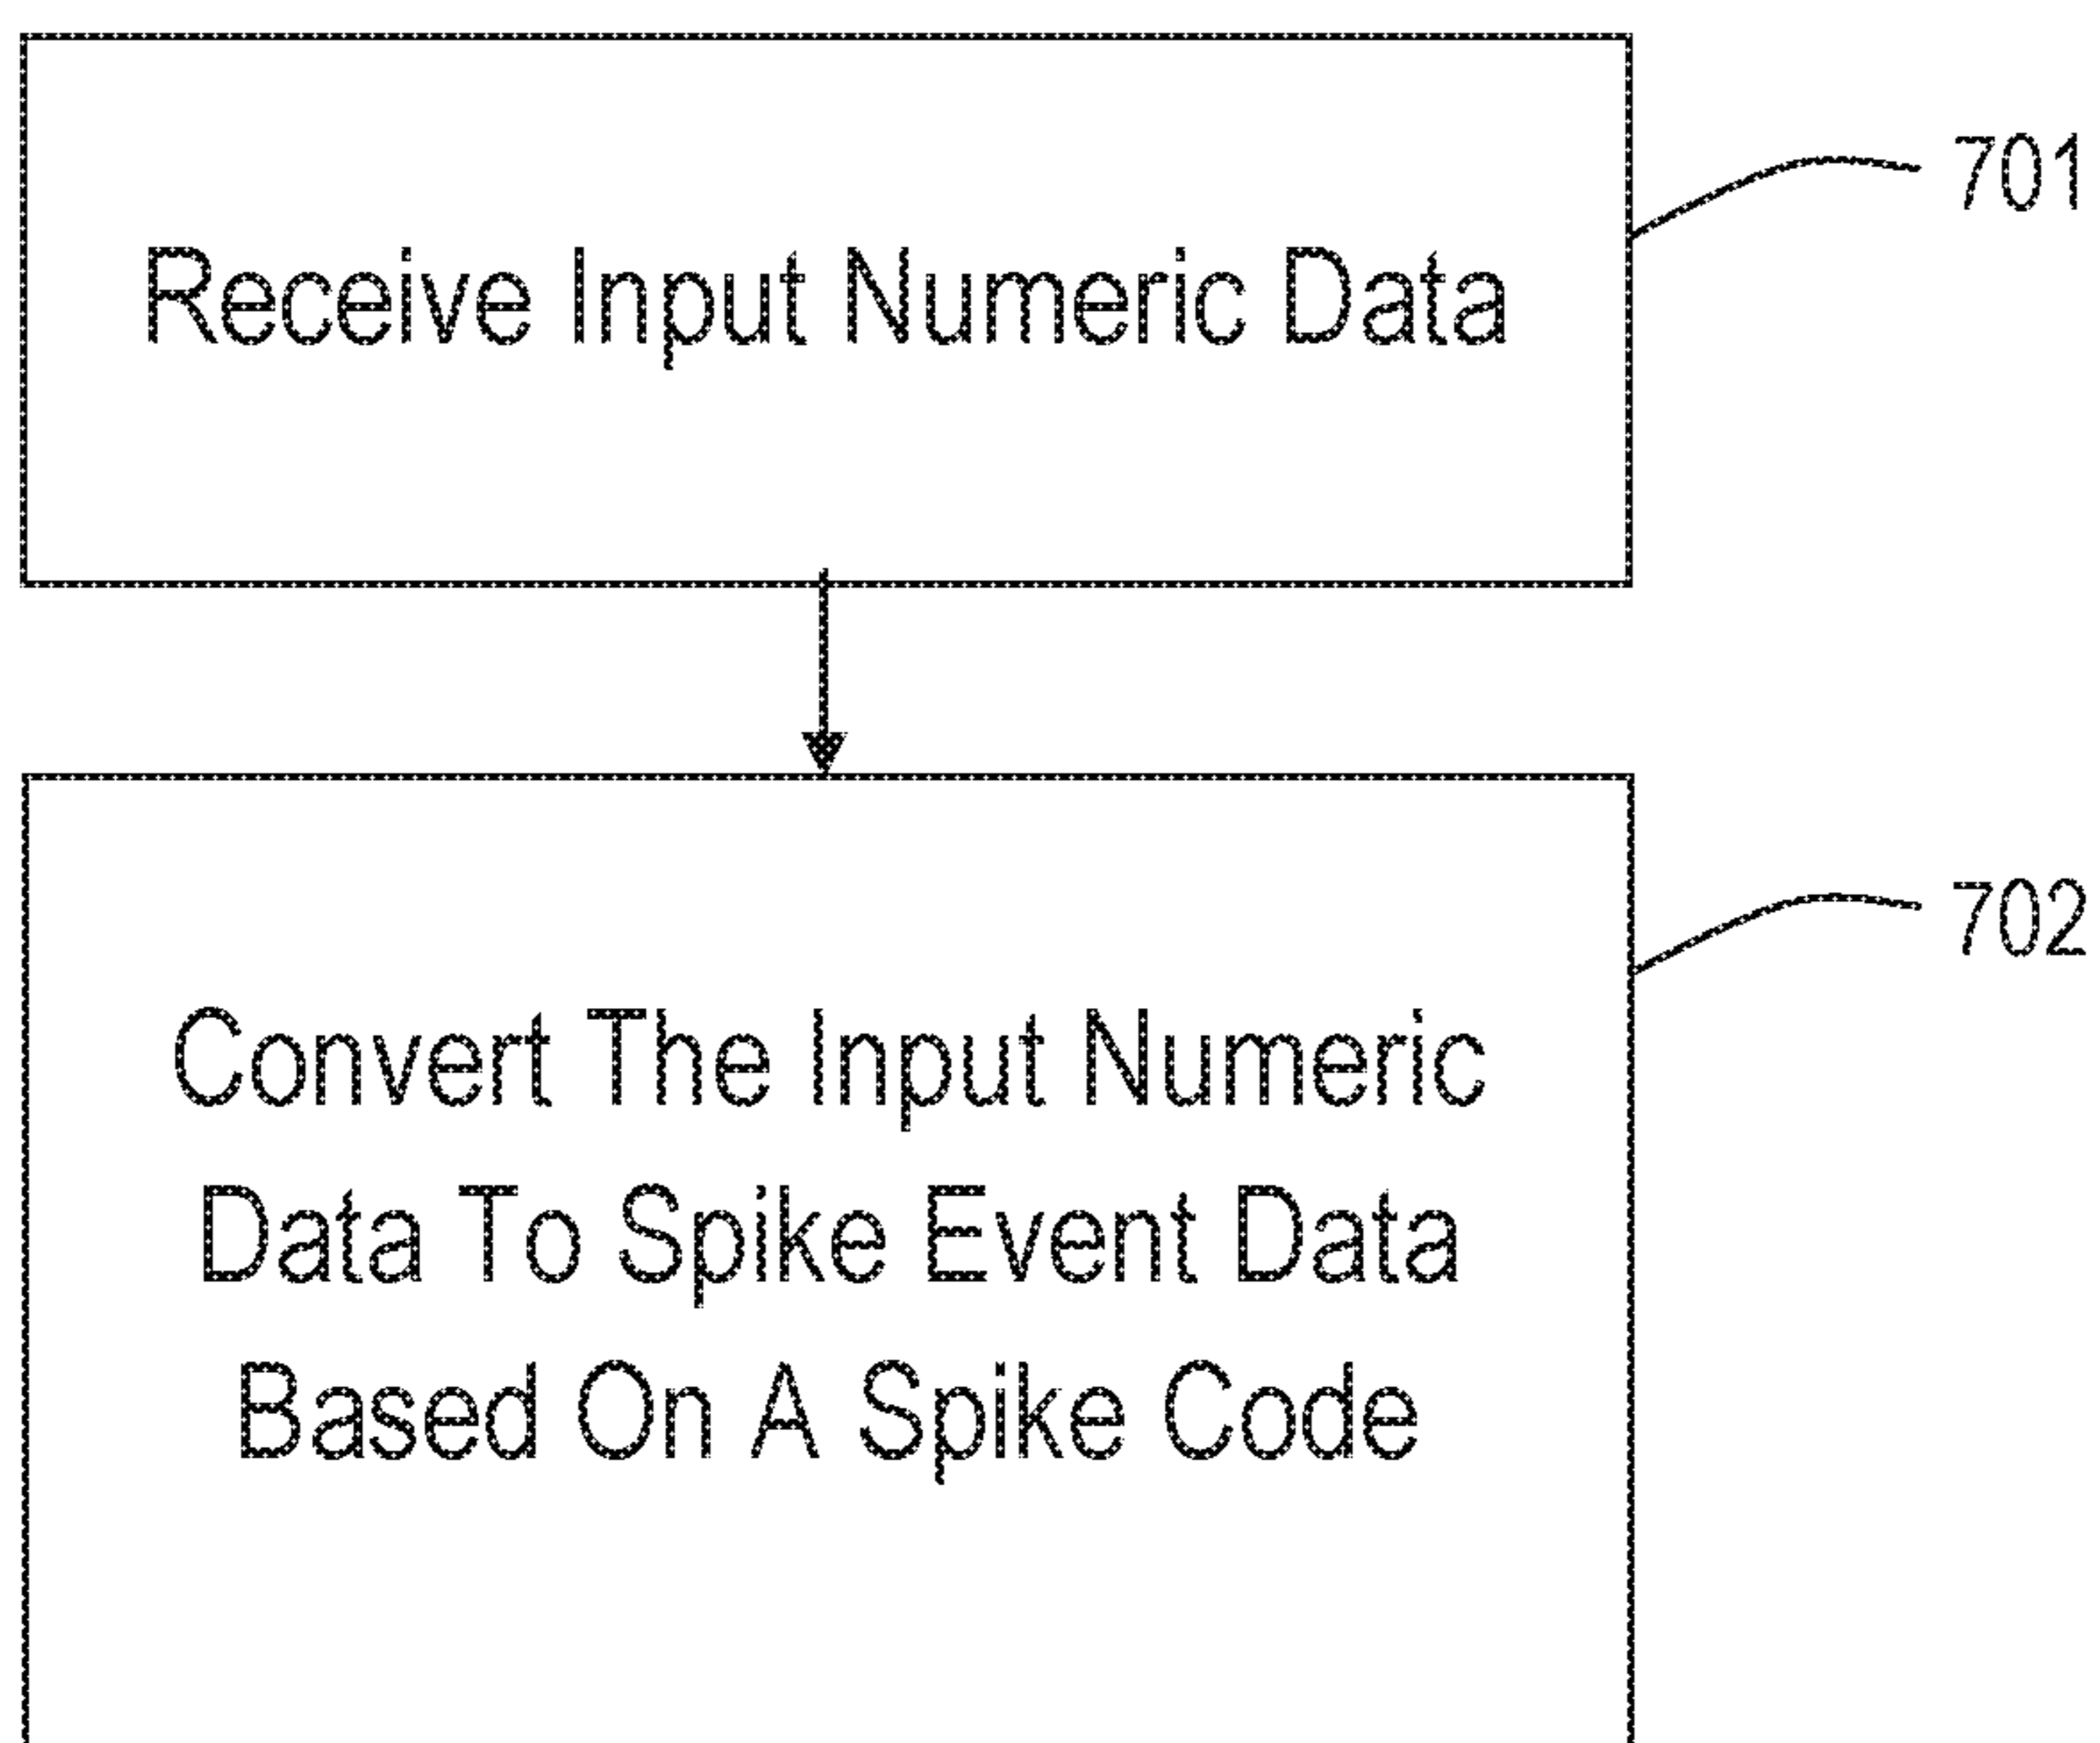 701
Receive Input Numeric Data
702
Convert The Input Numeric
Data To Spike Event Data
Based On A Spike Code